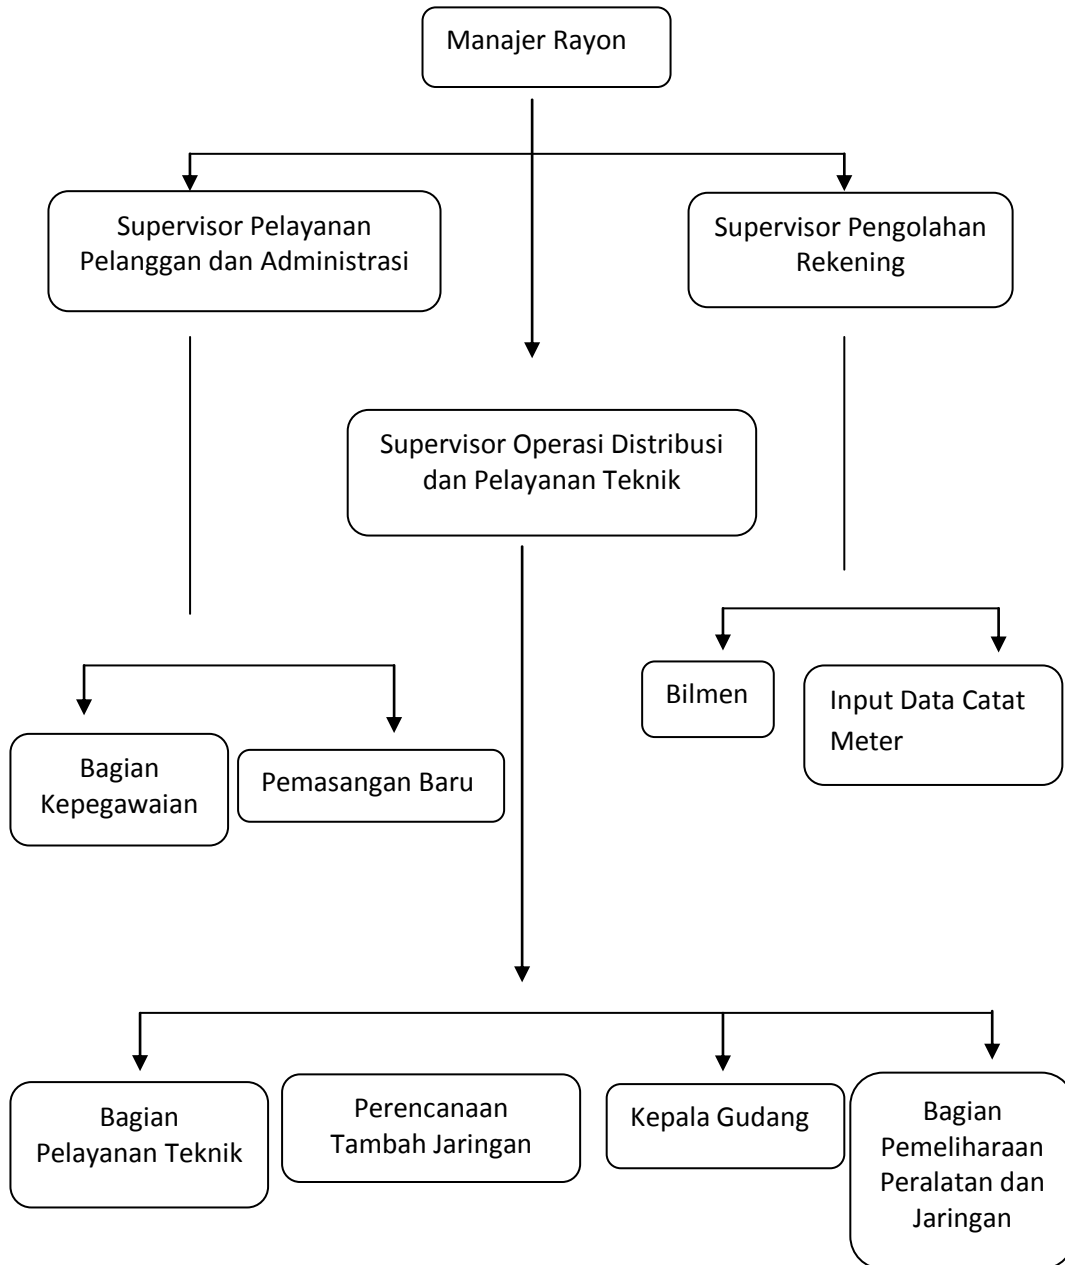 Manajer Rayon
Supervisor Pelayanan
Pelanggan dan Administrasi
Supervisor Pengolahan
Rekening
Supervisor Operasi Distribusi
dan Pelayanan Teknik
Bilmen
Input Data Catat
Meter
Bagian
Kepegawaian
Pemasangan Baru
Bagian
Pelayanan Teknik
Perencanaan
Tambah Jaringan
Kepala Gudang
Bagian
Pemeliharaan
Peralatan dan
Jaringan